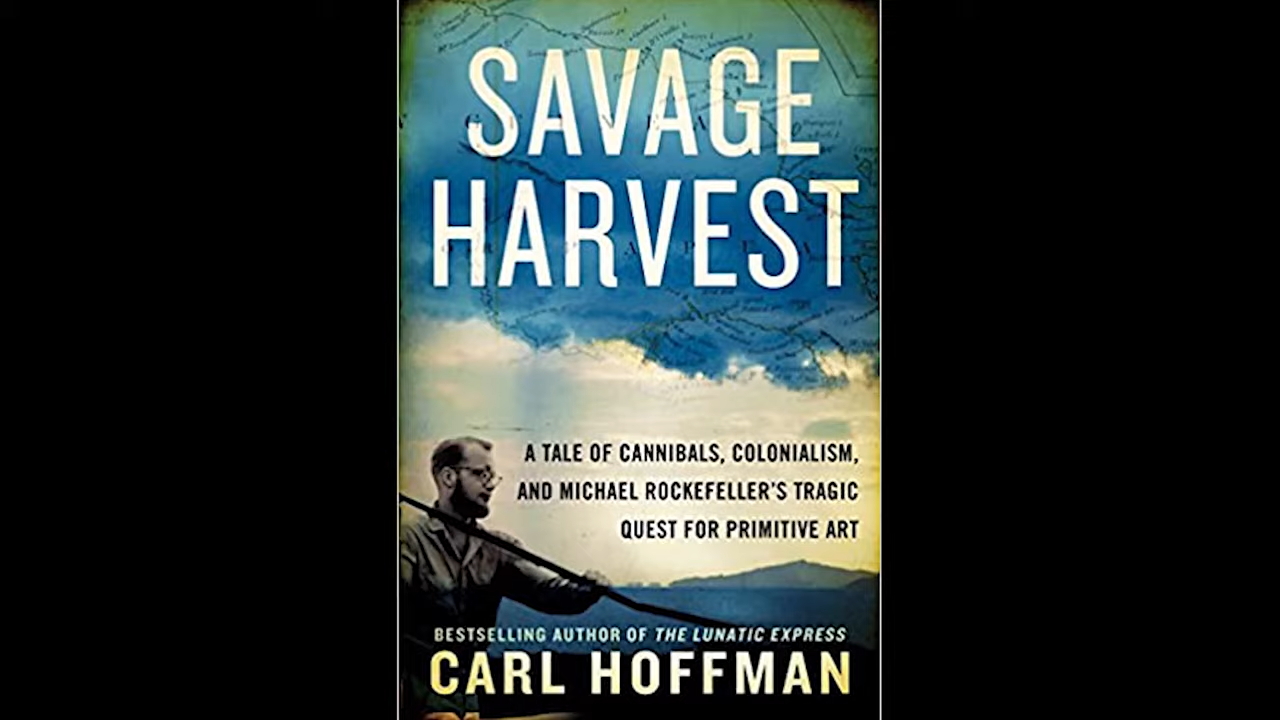 SAVAGE
HARVEST
A TALE OF CANNIBALS, COLONIALISM,
AND MICHAEL ROCKEFELLER'S TRAGIC
QUEST FOR PRIMITIVE ART
BESTSELLING AUTHOR OF THE LUNATIC EXPRESS
CARL HOFFMAN